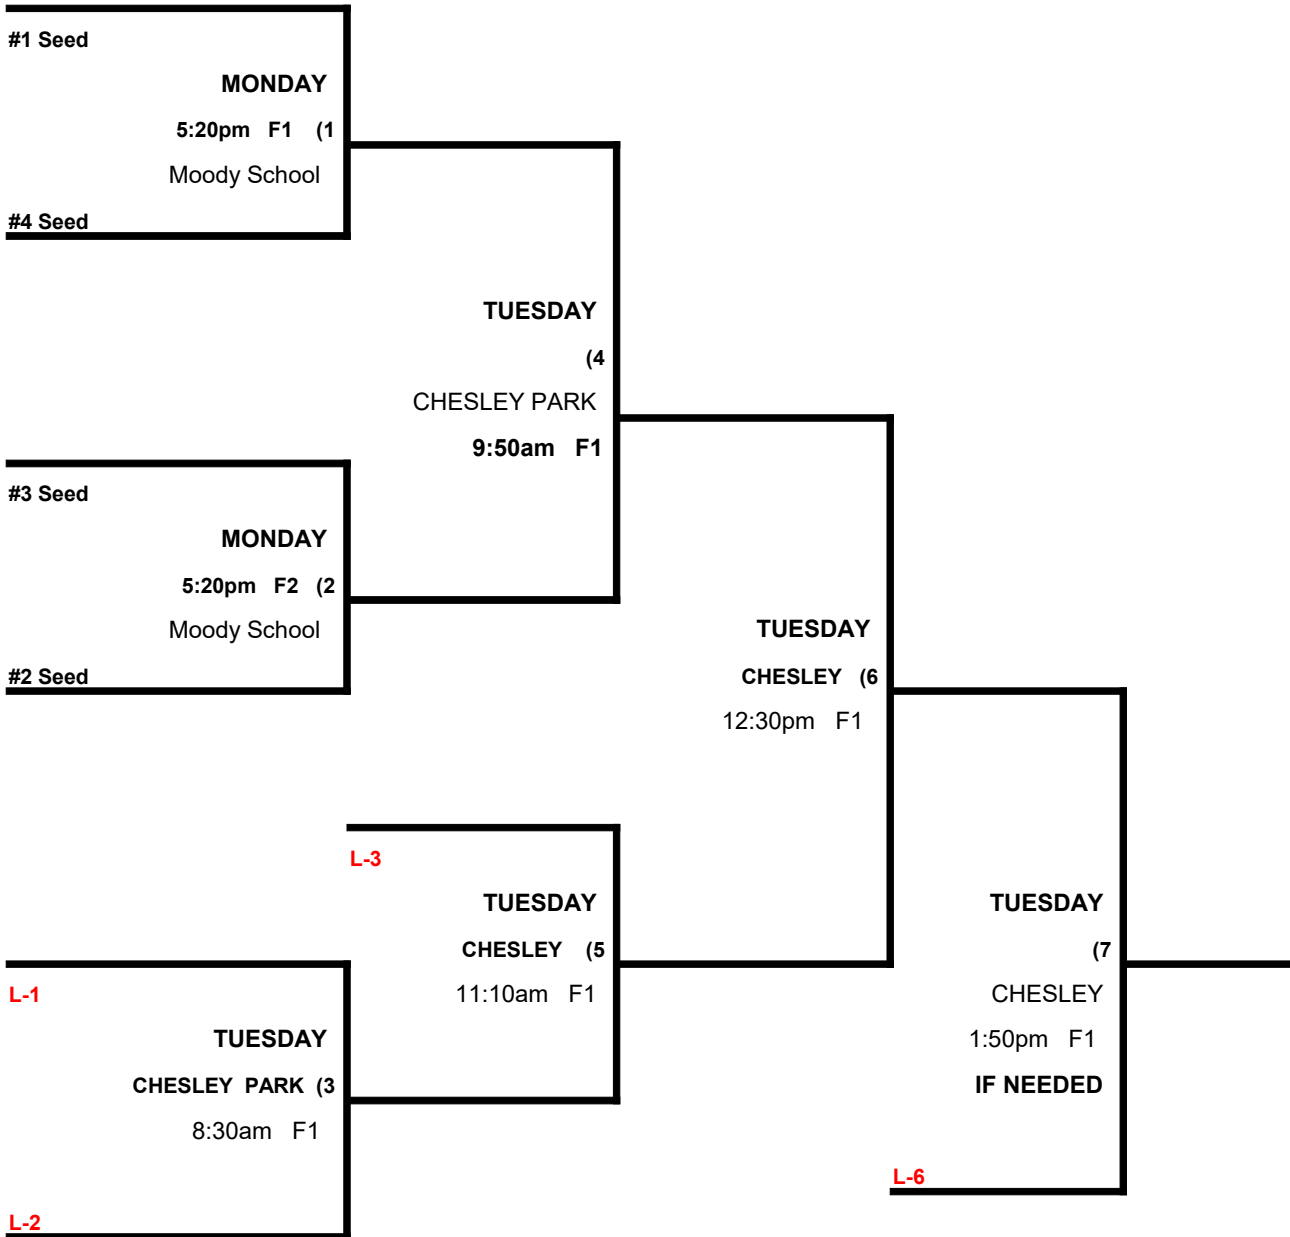 #1 Seed
MONDAY
5:20pm F1 (1
Moody School
#4 Seed
TUESDAY
(4
CHESLEY PARK
9:50am F1
#3 Seed
MONDAY
5:20pm F2 (2
Moody School
#2 Seed
TUESDAY
CHESLEY (6
12:30pm F1
L-3
TUESDAY
CHESLEY (5
11:10am F1
L-1
TUESDAY
CHESLEY PARK (3
8:30am F1
L-2
TUESDAY
(7
CHESLEY
1:50pm F1
IF NEEDED
L-6